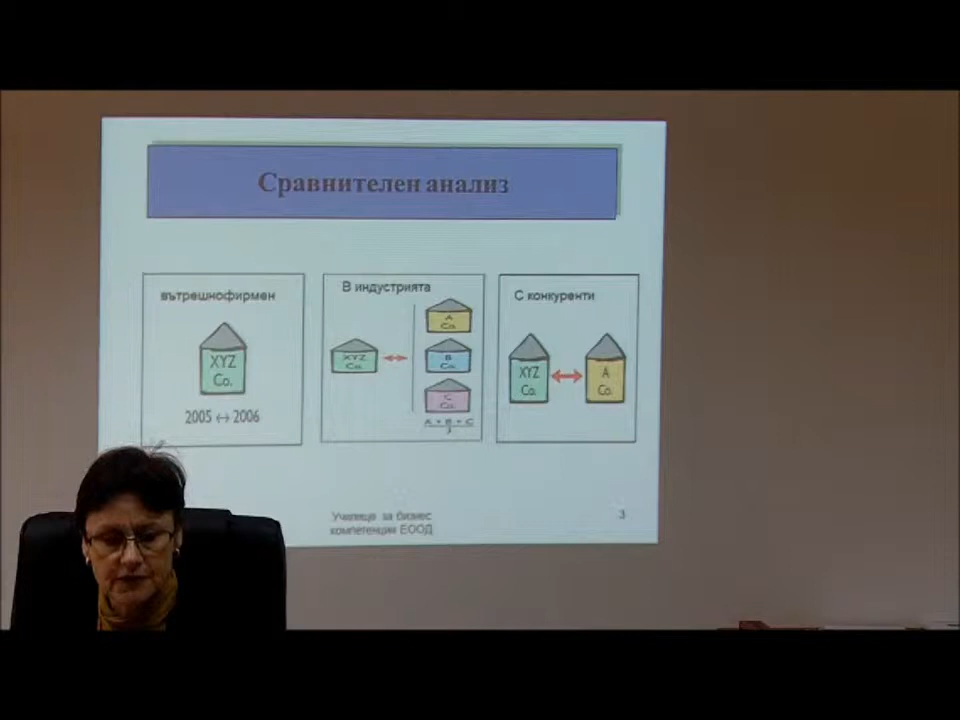 Сравнителен анализ
вътрешнофирмен
XYZ
Co.
2005 ↔ 2006
В индустрията
XYZ
Co.
A
Co.
B
Co.
C
Co.
A + B + C
3
С конкуренти
XYZ
Co.
A
Co.
Училище за бизнес
компетенции ЕООД
3